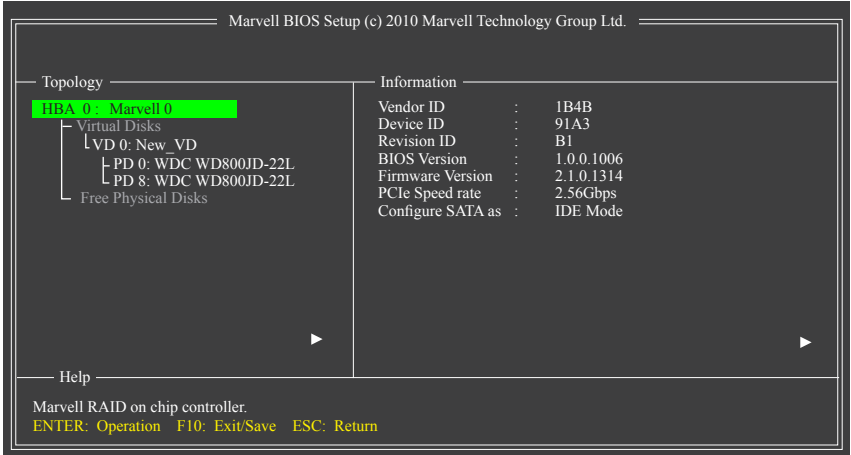 Marvell BIOS Setup (c) 2010 Marvell Technology Group Ltd.
Topology
HBA 0 : Marvell 0
Virtual Disks
VD 0: New_VD
PD 0: WDC WD800JD-22L
PD 8: WDC WD800JD-22L
Free Physical Disks
Information
Vendor ID : 1B4B
Device ID : 91A3
Revision ID : B1
BIOS Version : 1.0.0.1006
Firmware Version : 2.1.0.1314
PCIe Speed rate : 2.56Gbps
Configure SATA as : IDE Mode
Help
Marvell RAID on chip controller.
ENTER: Operation F10: Exit/Save ESC: Return